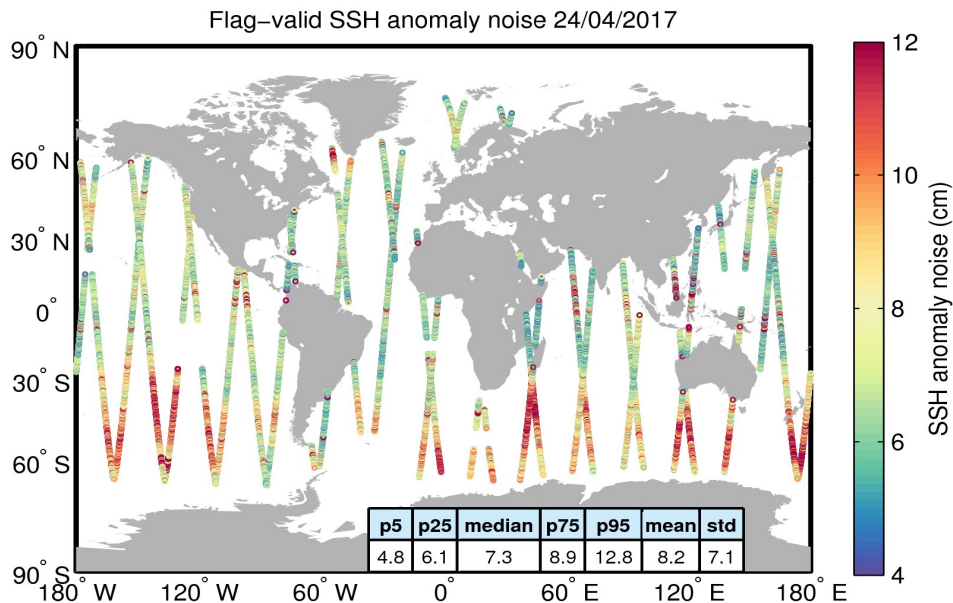 Flag−valid SSH anomaly noise 24/04/2017
90° N
60° N
30° N
0°
30° S
60° S
90° S
180° W
120° W
60° W
0°
60° E
120° E
180° E
p5 p25 median p75 p95 mean std
4.8 6.1 7.3 8.9 12.8 8.2 7.1
12
10
8
6
4
SSH anomaly noise (cm)